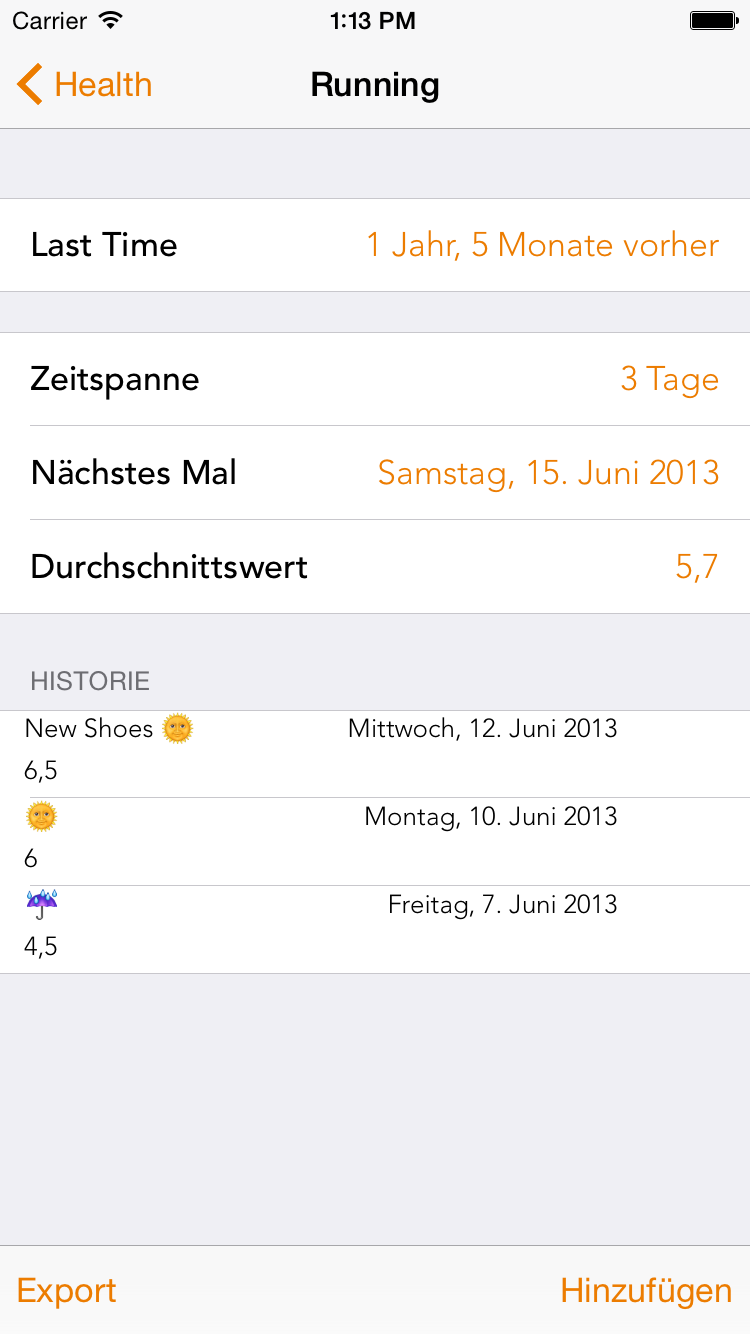 Carrier 1:13 PM
Health Running
Last Time 1 Jahr, 5 Monate vorher
Zeitspanne 3 Tage
Nächstes Mal Samstag, 15. Juni 2013
Durchschnittswert 5,7
HISTORIE
New Shoes 🌞 Mittwoch, 12. Juni 2013
6,5
🌞 Montag, 10. Juni 2013
6
☔ Freitag, 7. Juni 2013
4,5
Export Hinzufügen